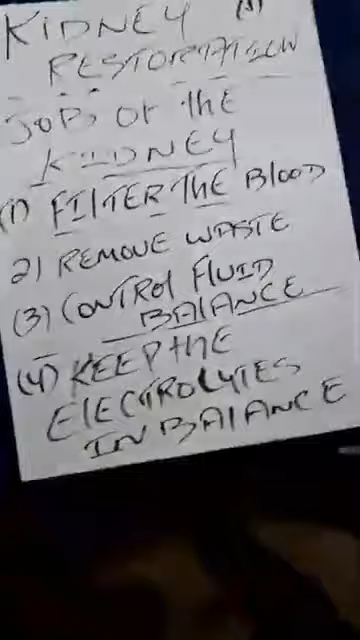 KIDNEY (1)
RESTORATION
JOBS OF THE
KIDNEY
(1) FILTER THE BLOOD
2) REMOVE WASTE
(3) CONTROL FLUID
BALANCE
(4) KEEP THE
ELECTROLYTES
IN BALANCE